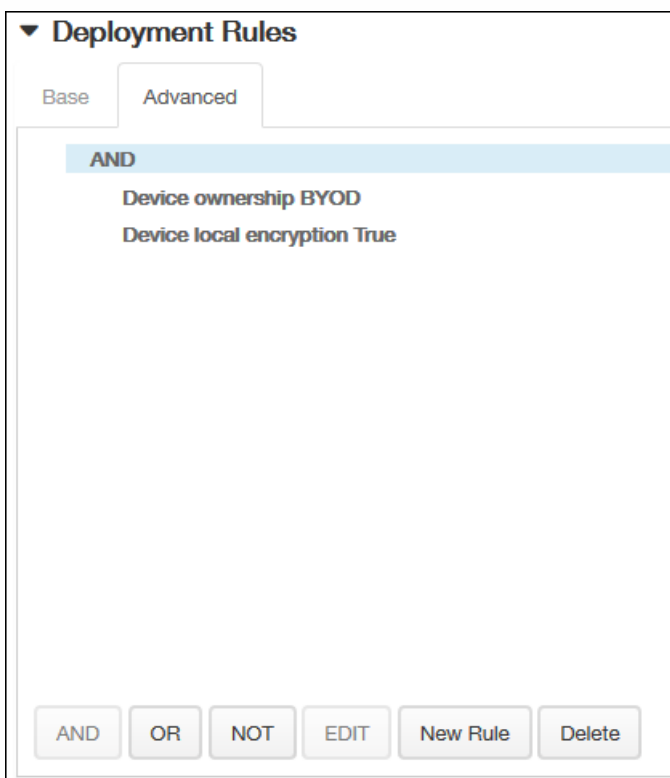 Deployment Rules
Base Advanced
AND
Device ownership BYOD
Device local encryption True
AND OR NOT EDIT New Rule Delete